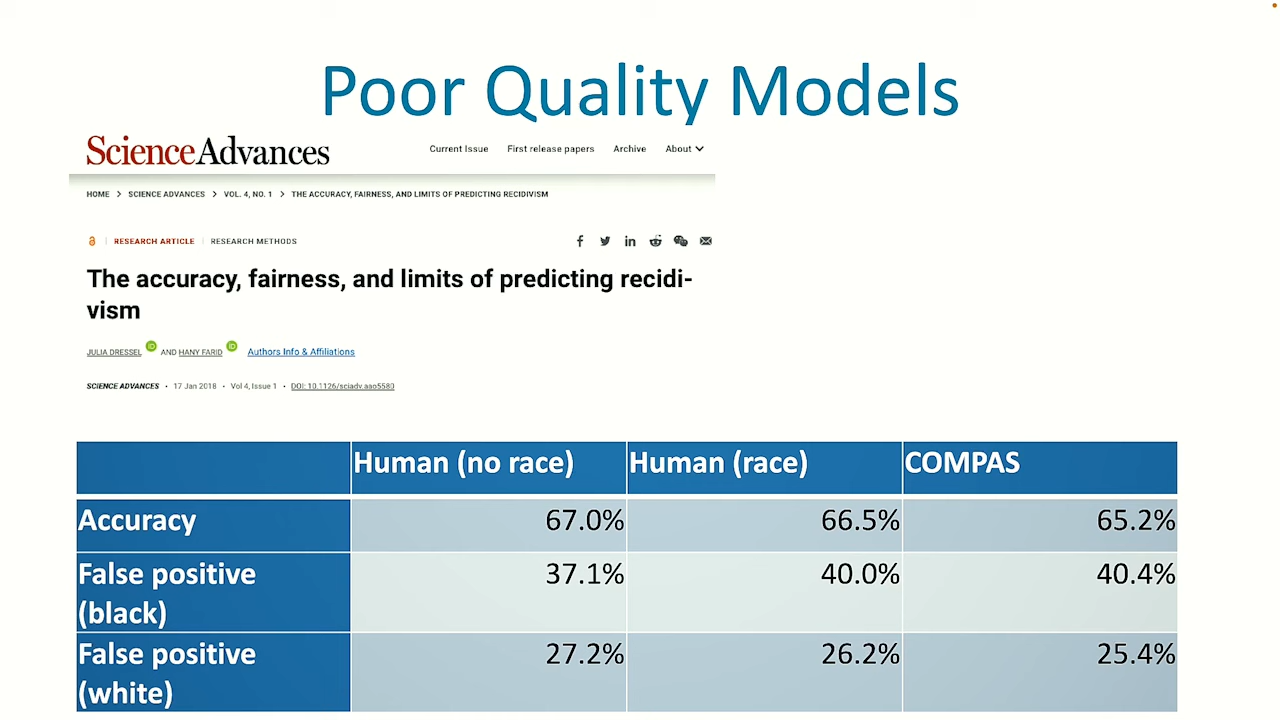 Poor Quality Models
ScienceAdvances
Current Issue First release papers Archive About
HOME > SCIENCE ADVANCES > VOL. 4, NO. 1 > THE ACCURACY, FAIRNESS, AND LIMITS OF PREDICTING RECIDIVISM
RESEARCH ARTICLE | RESEARCH METHODS
The accuracy, fairness, and limits of predicting recidi-
vism
JULIA DRESSEL iD AND HANY FARID iD Authors Info & Affiliations
SCIENCE ADVANCES • 17 Jan 2018 • Vol 4, Issue 1 • DOI: 10.1126/sciadv.aao5580
Human (no race) Human (race) COMPAS
Accuracy 67.0% 66.5% 65.2%
False positive 37.1% 40.0% 40.4%
(black)
False positive 27.2% 26.2% 25.4%
(white)